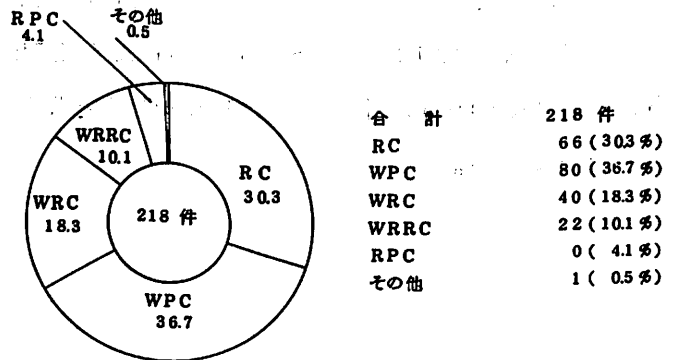 RPC
4.1
その他
0.5
WRRC
10.1
RC
30.3
WRC
18.3
218 件
WPC
36.7
合 計 218 件
RC 66 (30.3 %)
WPC 80 (36.7 %)
WRC 40 (18.3 %)
WRRC 22 (10.1 %)
RPC 0 ( 4.1 %)
その他 1 ( 0.5 %)